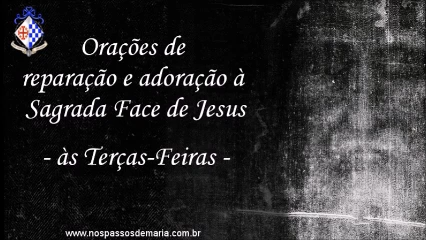 Orações de
reparação e adoração à
Sagrada Face de Jesus
- às Terças-Feiras -
www.nospassosdemaria.com.br